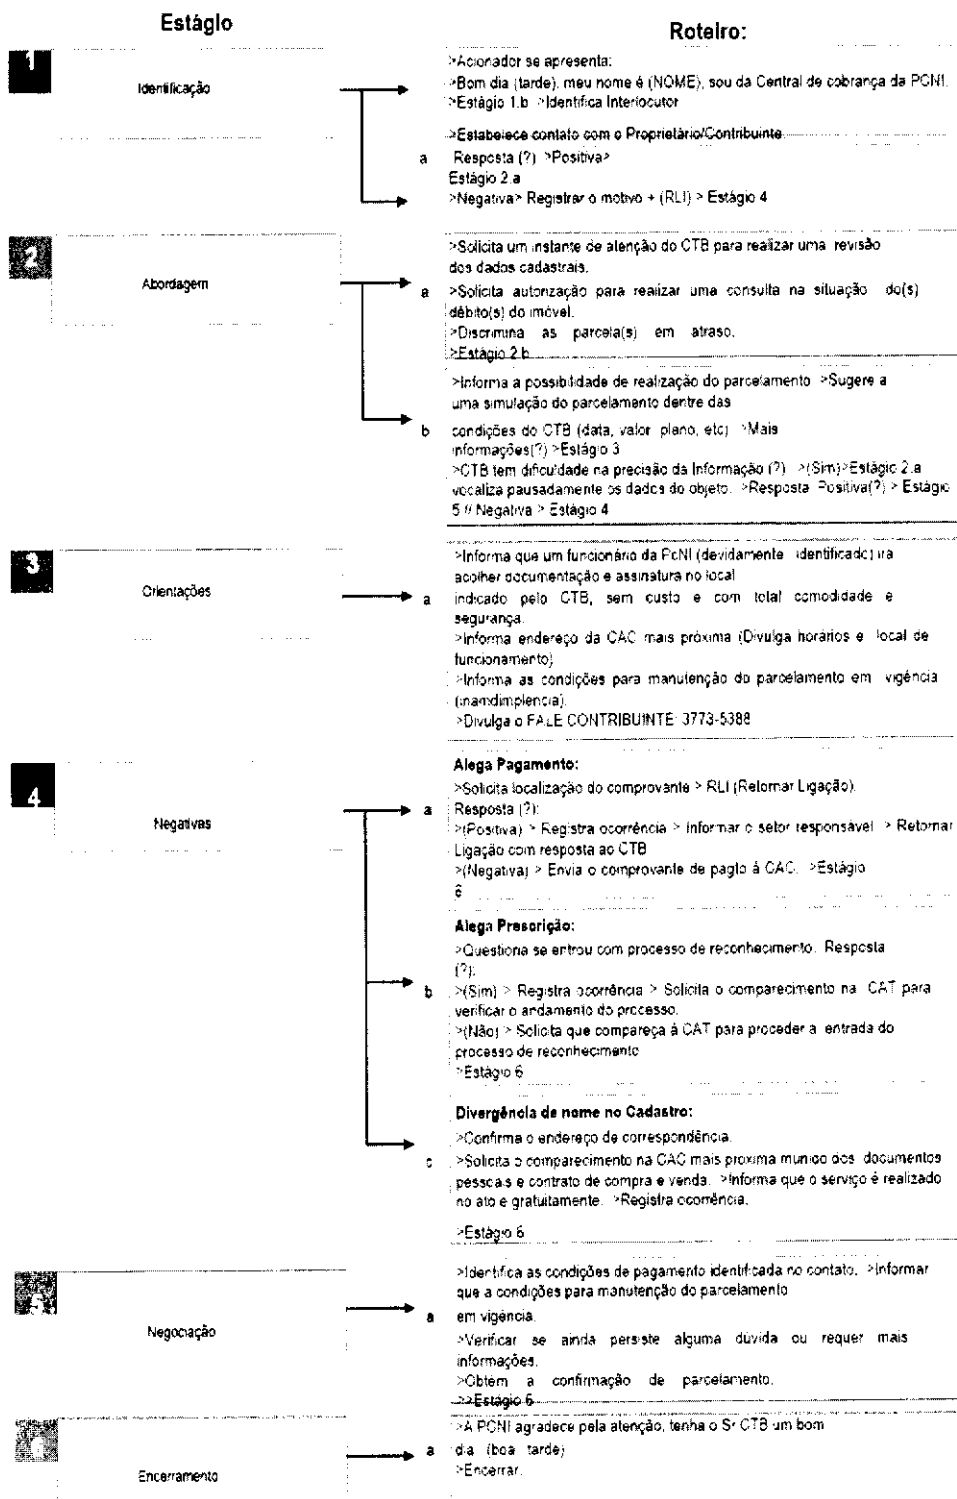 Estágio
Roteiro:
1
Identificação
>Acionador se apresenta:
>Bom dia (tarde), meu nome é (NOME), sou da Central de cobrança da PCNI.
>Estágio 1.b >Identifica Interlocutor
>Estabelece contato com o Proprietário/Contribuinte
a Resposta (?) >Positiva>
Estágio 2.a
>Negativa> Registrar o motivo + (RLI) > Estágio 4
2
Abordagem
>Solicita um instante de atenção do CTB para realizar uma revisão
dos dados cadastrais.
a >Solicita autorização para realizar uma consulta na situação do(s)
débito(s) do imóvel.
>Discrimina as parcela(s) em atraso.
>Estágio 2.b
>Informa a possibilidade de realização do parcelamento >Sugere a
uma simulação do parcelamento dentre das
b condições do CTB (data, valor plano, etc) >Mais
informações(?) >Estágio 3
>CTB tem dificuldade na precisão da Informação (?) >(Sim)>Estágio 2.a
vocaliza pausadamente os dados do objeto. >Resposta Positiva(?) > Estágio
5 // Negativa > Estágio 4
3
Orientações
>Informa que um funcionário da PcNI (devidamente identificado) ira
acolher documentação e assinatura no local
a indicado pelo CTB, sem custo e com total comodidade e
segurança.
>Informa endereço da CAC mais próxima (Divulga horários e local de
funcionamento)
>Informa as condições para manutenção do parcelamento em vigência
(inamdimplencia).
>Divulga o FALE CONTRIBUINTE: 3773-5388
4
Negativas
Alega Pagamento:
>Solicita localização do comprovante > RLI (Retornar Ligação).
a Resposta (?):
>(Positiva) > Registra ocorrência > Informar o setor responsável > Retornar
Ligação com resposta ao CTB
>(Negativa) > Envia o comprovante de pagto à CAC. >Estágio
6
Alega Prescrição:
>Questiona se entrou com processo de reconhecimento. Resposta
(?):
b >(Sim) > Registra ocorrência > Solicita o comparecimento na CAT para
verificar o andamento do processo.
>(Não) > Solicita que compareça à CAT para proceder a entrada do
processo de reconhecimento
>Estágio 6
Divergência de nome no Cadastro:
>Confirma o endereço de correspondência.
c >Solicita o comparecimento na CAC mais proxima munido dos documentos
pessoais e contrato de compra e venda. >Informa que o serviço é realizado
no ato e gratuitamente. >Registra ocorrência.
>Estágio 6
5
Negociação
>Identifica as condições de pagamento identificada no contato. >Informar
que a condições para manutenção do parcelamento
a em vigência.
>Verificar se ainda persiste alguma dúvida ou requer mais
informações.
>Obtém a confirmação de parcelamento.
>>Estágio 6
6
Encerramento
>A PCNI agradece pela atenção, tenha o Sr CTB um bom
a dia (boa tarde)
>Encerrar.